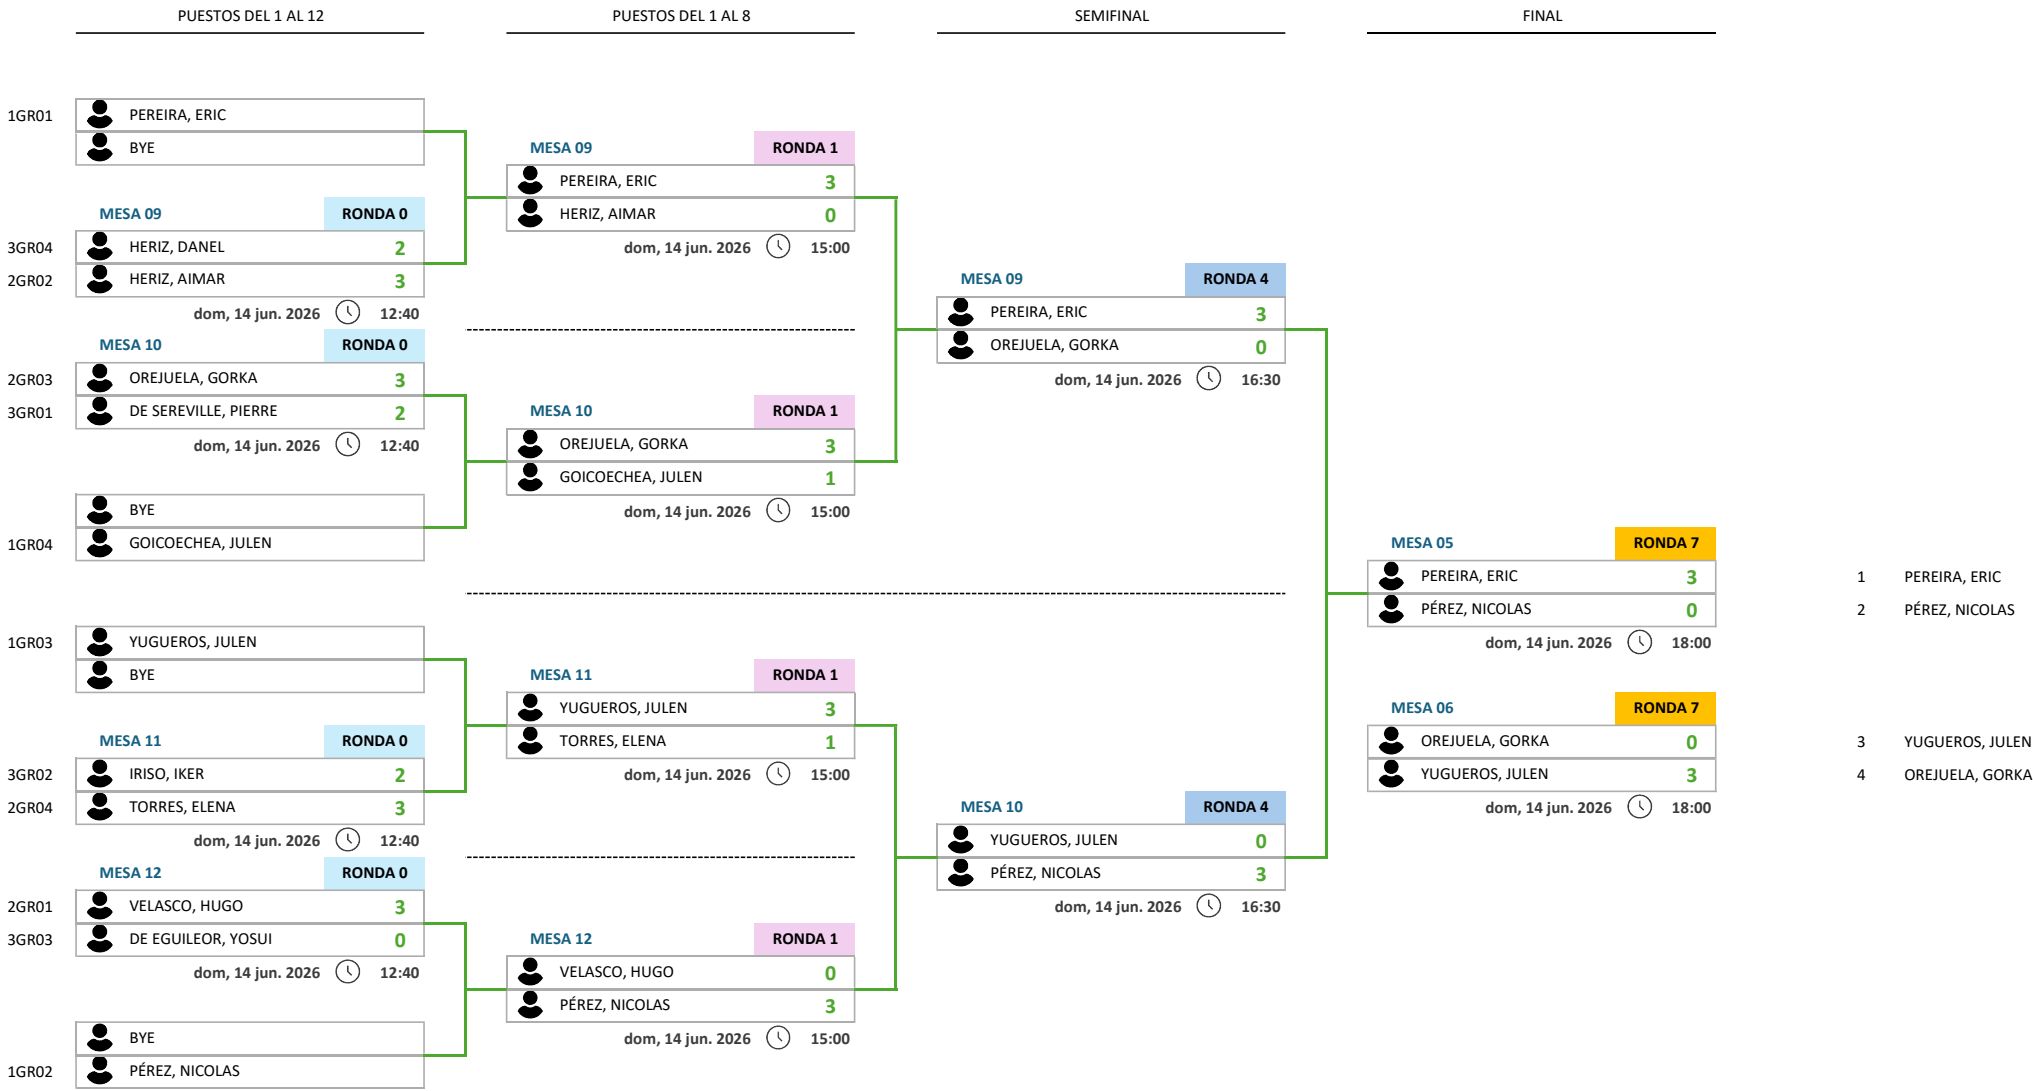 PUESTOS DEL 1 AL 12
PUESTOS DEL 1 AL 8
SEMIFINAL
FINAL
1GR01 PEREIRA, ERIC
BYE
MESA 09 RONDA 0
3GR04 HERIZ, DANEL 2
2GR02 HERIZ, AIMAR 3
dom, 14 jun. 2026 12:40
MESA 10 RONDA 0
2GR03 OREJUELA, GORKA 3
3GR01 DE SEREVILLE, PIERRE 2
dom, 14 jun. 2026 12:40
BYE
1GR04 GOICOECHEA, JULEN
1GR03 YUGUEROS, JULEN
BYE
MESA 11 RONDA 0
3GR02 IRISO, IKER 2
2GR04 TORRES, ELENA 3
dom, 14 jun. 2026 12:40
MESA 12 RONDA 0
2GR01 VELASCO, HUGO 3
3GR03 DE EGUILEOR, YOSUI 0
dom, 14 jun. 2026 12:40
BYE
1GR02 PÉREZ, NICOLAS
MESA 09 RONDA 1
PEREIRA, ERIC 3
HERIZ, AIMAR 0
dom, 14 jun. 2026 15:00
MESA 10 RONDA 1
OREJUELA, GORKA 3
GOICOECHEA, JULEN 1
dom, 14 jun. 2026 15:00
MESA 11 RONDA 1
YUGUEROS, JULEN 3
TORRES, ELENA 1
dom, 14 jun. 2026 15:00
MESA 12 RONDA 1
VELASCO, HUGO 0
PÉREZ, NICOLAS 3
dom, 14 jun. 2026 15:00
MESA 09 RONDA 4
PEREIRA, ERIC 3
OREJUELA, GORKA 0
dom, 14 jun. 2026 16:30
MESA 10 RONDA 4
YUGUEROS, JULEN 0
PÉREZ, NICOLAS 3
dom, 14 jun. 2026 16:30
MESA 05 RONDA 7
PEREIRA, ERIC 3
PÉREZ, NICOLAS 0
dom, 14 jun. 2026 18:00
MESA 06 RONDA 7
OREJUELA, GORKA 0
YUGUEROS, JULEN 3
dom, 14 jun. 2026 18:00
1 PEREIRA, ERIC
2 PÉREZ, NICOLAS
3 YUGUEROS, JULEN
4 OREJUELA, GORKA